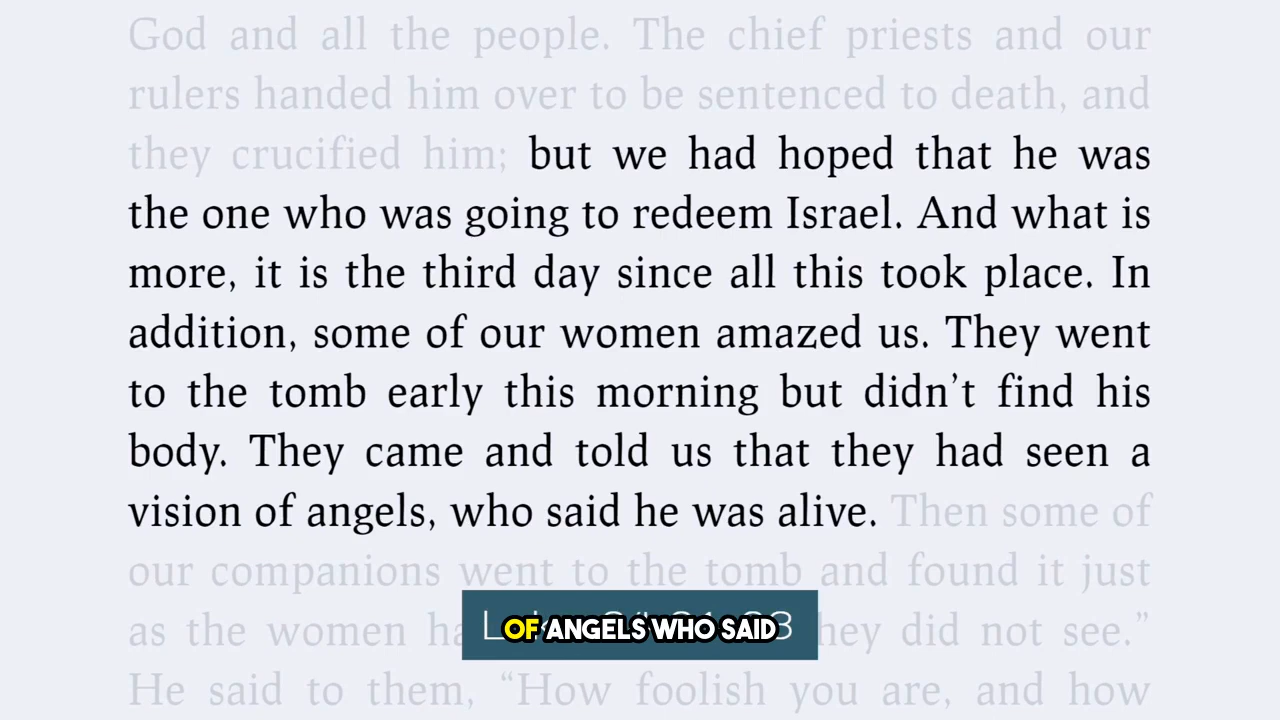 God and all the people. The chief priests and our
rulers handed him over to be sentenced to death, and
they crucified him; but we had hoped that he was
the one who was going to redeem Israel. And what is
more, it is the third day since all this took place. In
addition, some of our women amazed us. They went
to the tomb early this morning but didn’t find his
body. They came and told us that they had seen a
vision of angels, who said he was alive. Then some of
our companions went to the tomb and found it just
as the women they did not see.”
OF ANGELS WHO SAID
He said to them, “How foolish you are, and how